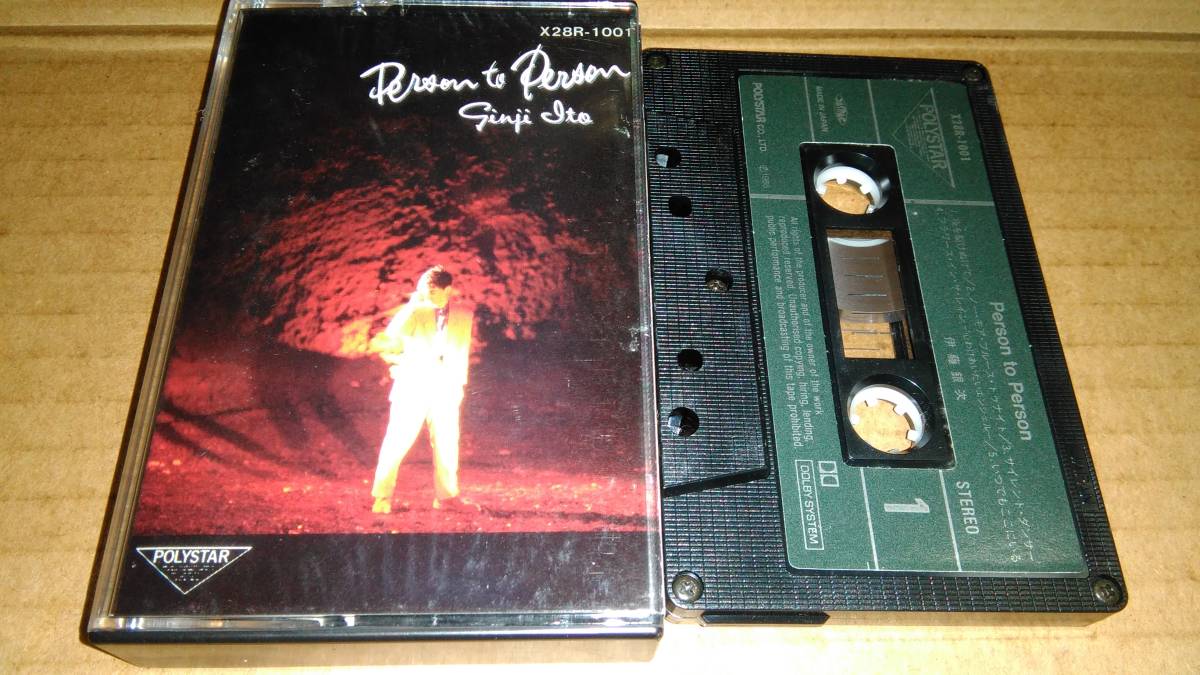 X28R-1001
Person to Person
Ginji Ito
POLYSTAR
X28R-1001
POLYSTAR
MADE IN JAPAN
POLYSTAR CO., LTD.
Person to Person
伊藤銀次
STEREO
1
All rights of the producer and of the owner of the work
reproduced reserved. Unauthorised copying, hiring, lending,
public performance and broadcasting of this tape prohibited
DOLBY SYSTEM